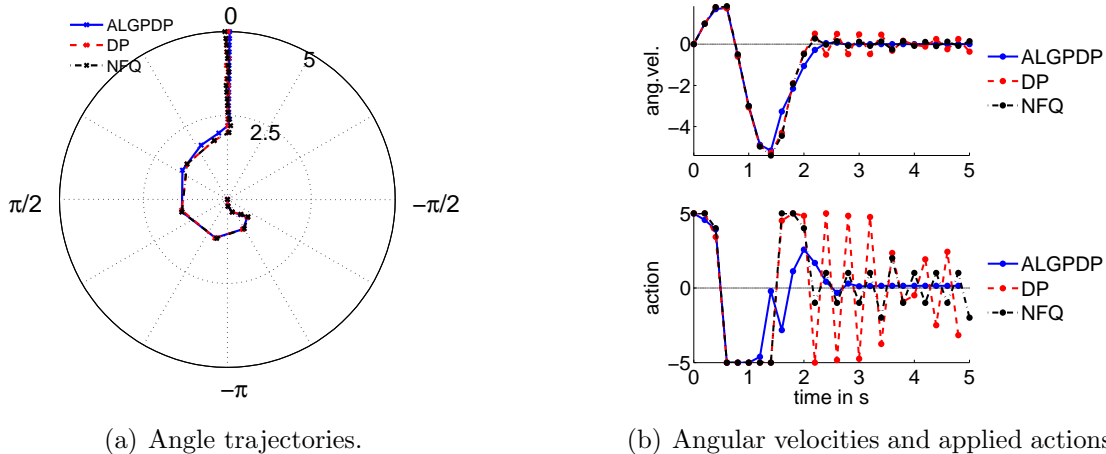 0
ALGPDP
DP
NFQ
5
2.5
π/2
−π/2
−π
(a) Angle trajectories.
ang.vel.
0
−2
−4
0 1 2 3 4 5
ALGPDP
DP
NFQ
action
5
0
−5
0 1 2 3 4 5
time in s
ALGPDP
DP
NFQ
(b) Angular velocities and applied actions